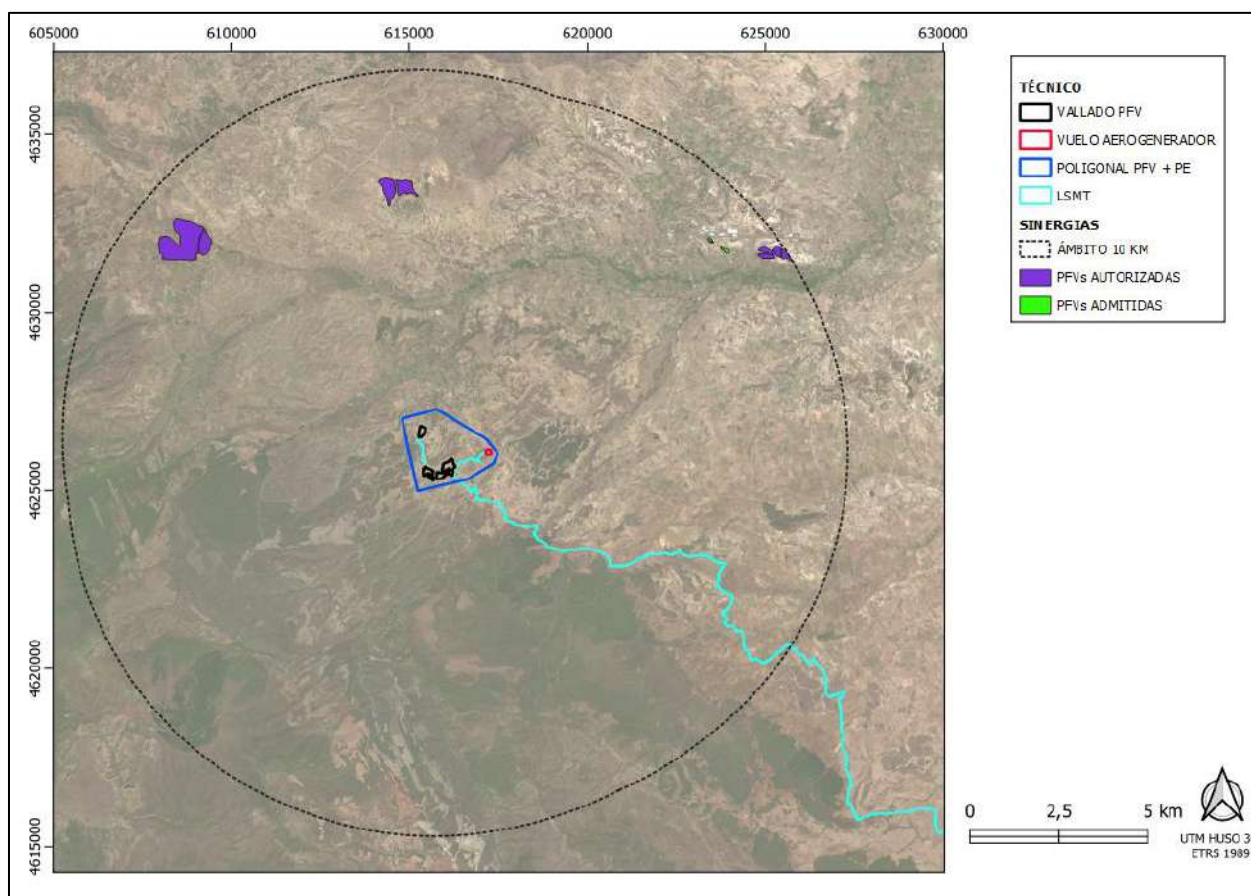 605000 610000 615000 620000 625000 630000
4635000
4630000
4625000
4620000
4615000
TÉCNICO
VALLADO PFV
VUELO AEROGENERADOR
POLIGONAL PFV + PE
LSMT
SINERGIAS
ÁMBITO 10 KM
PFVs AUTORIZADAS
PFVs ADMITIDAS
0 2,5 5 km
UTM HUSO 3
ETRS 1989